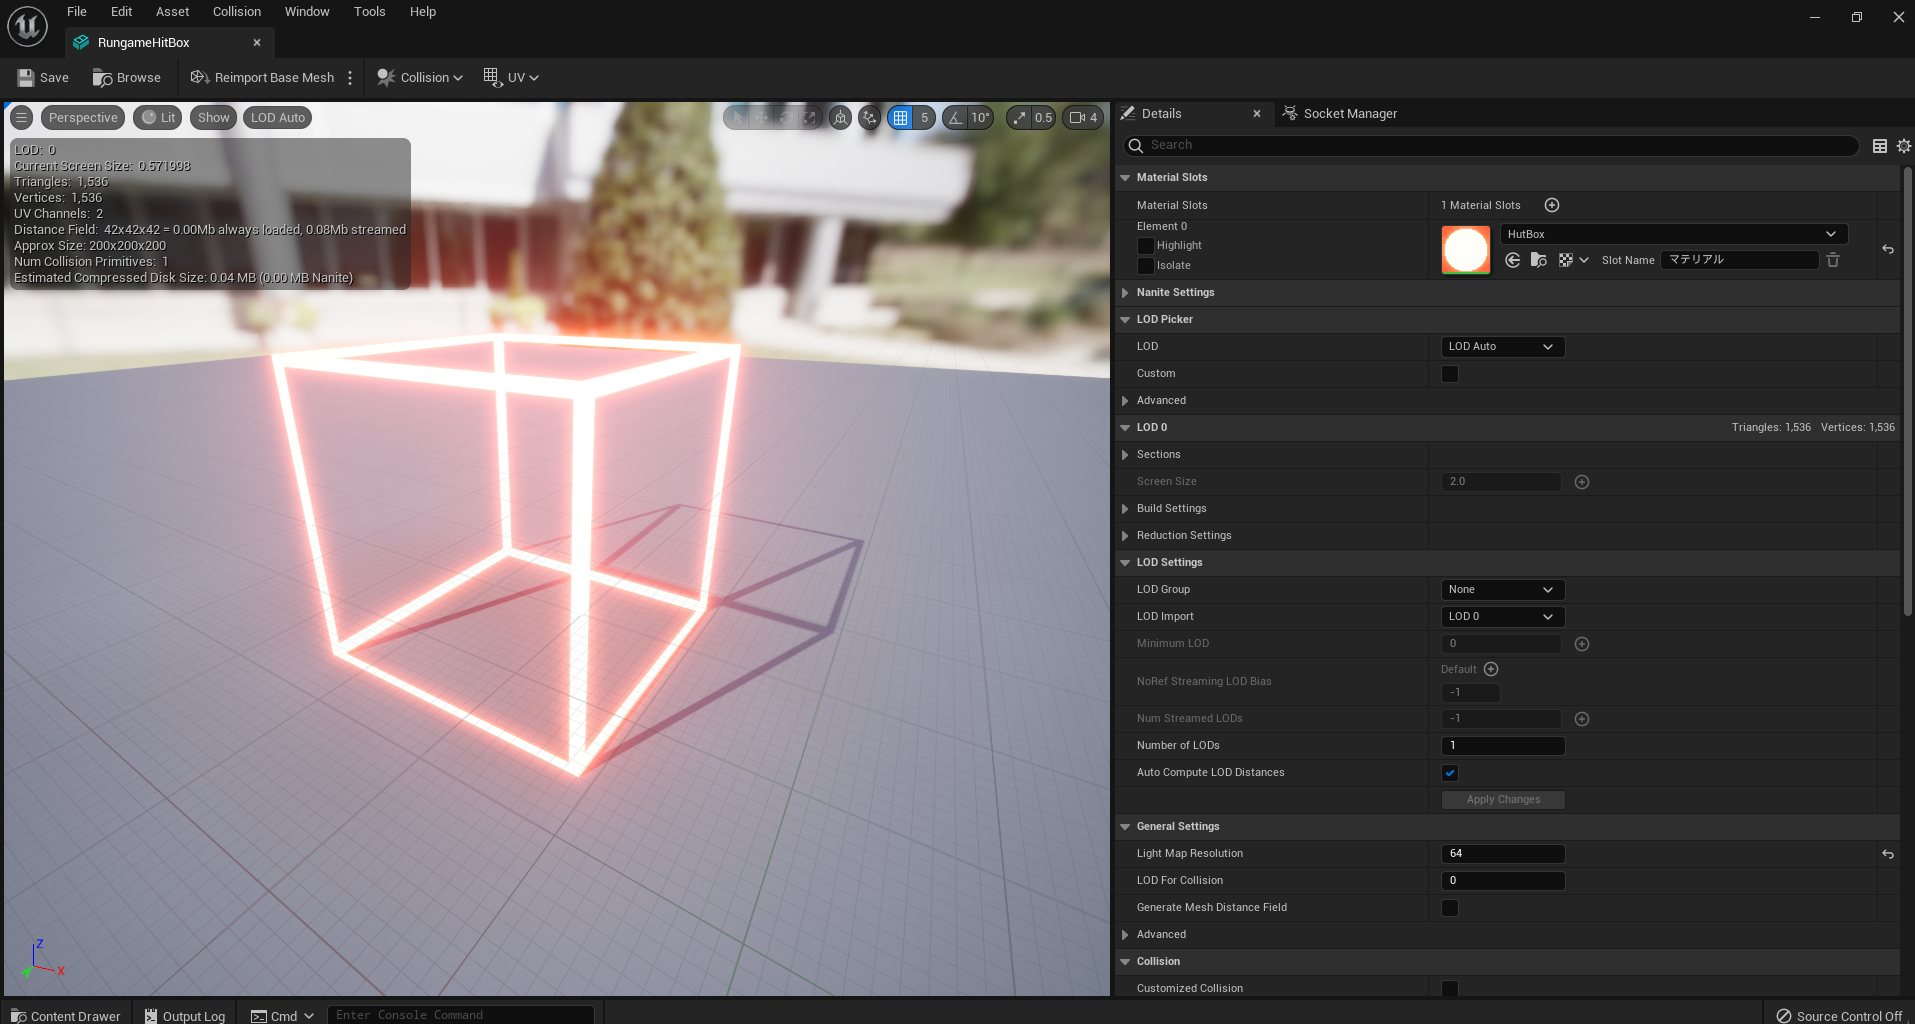 File Edit Asset Collision Window Tools Help
RungameHitBox
Save Browse Reimport Base Mesh Collision UV
Perspective Lit Show LOD Auto 5 10° 0.5 4
LOD: 0
Current Screen Size: 0.571998
Triangles: 1,536
Vertices: 1,536
UV Channels: 2
Distance Field: 42x42x42 = 0.00Mb always loaded, 0.08Mb streamed
Approx Size: 200x200x200
Num Collision Primitives: 1
Estimated Compressed Disk Size: 0.04 MB (0.00 MB Nanite)
Z
Y
X
Details Socket Manager
Search
Material Slots
Material Slots 1 Material Slots
Element 0
HutBox
Highlight
Isolate
Slot Name マテリアル
Nanite Settings
LOD Picker
LOD LOD Auto
Custom
Advanced
LOD 0 Triangles: 1,536 Vertices: 1,536
Sections
Screen Size 2.0
Build Settings
Reduction Settings
LOD Settings
LOD Group None
LOD Import LOD 0
Minimum LOD 0
Default
NoRef Streaming LOD Bias
-1
Num Streamed LODs -1
Number of LODs 1
Auto Compute LOD Distances
Apply Changes
General Settings
Light Map Resolution 64
LOD For Collision 0
Generate Mesh Distance Field
Advanced
Collision
Customized Collision
Content Drawer Output Log Cmd Enter Console Command Source Control Off